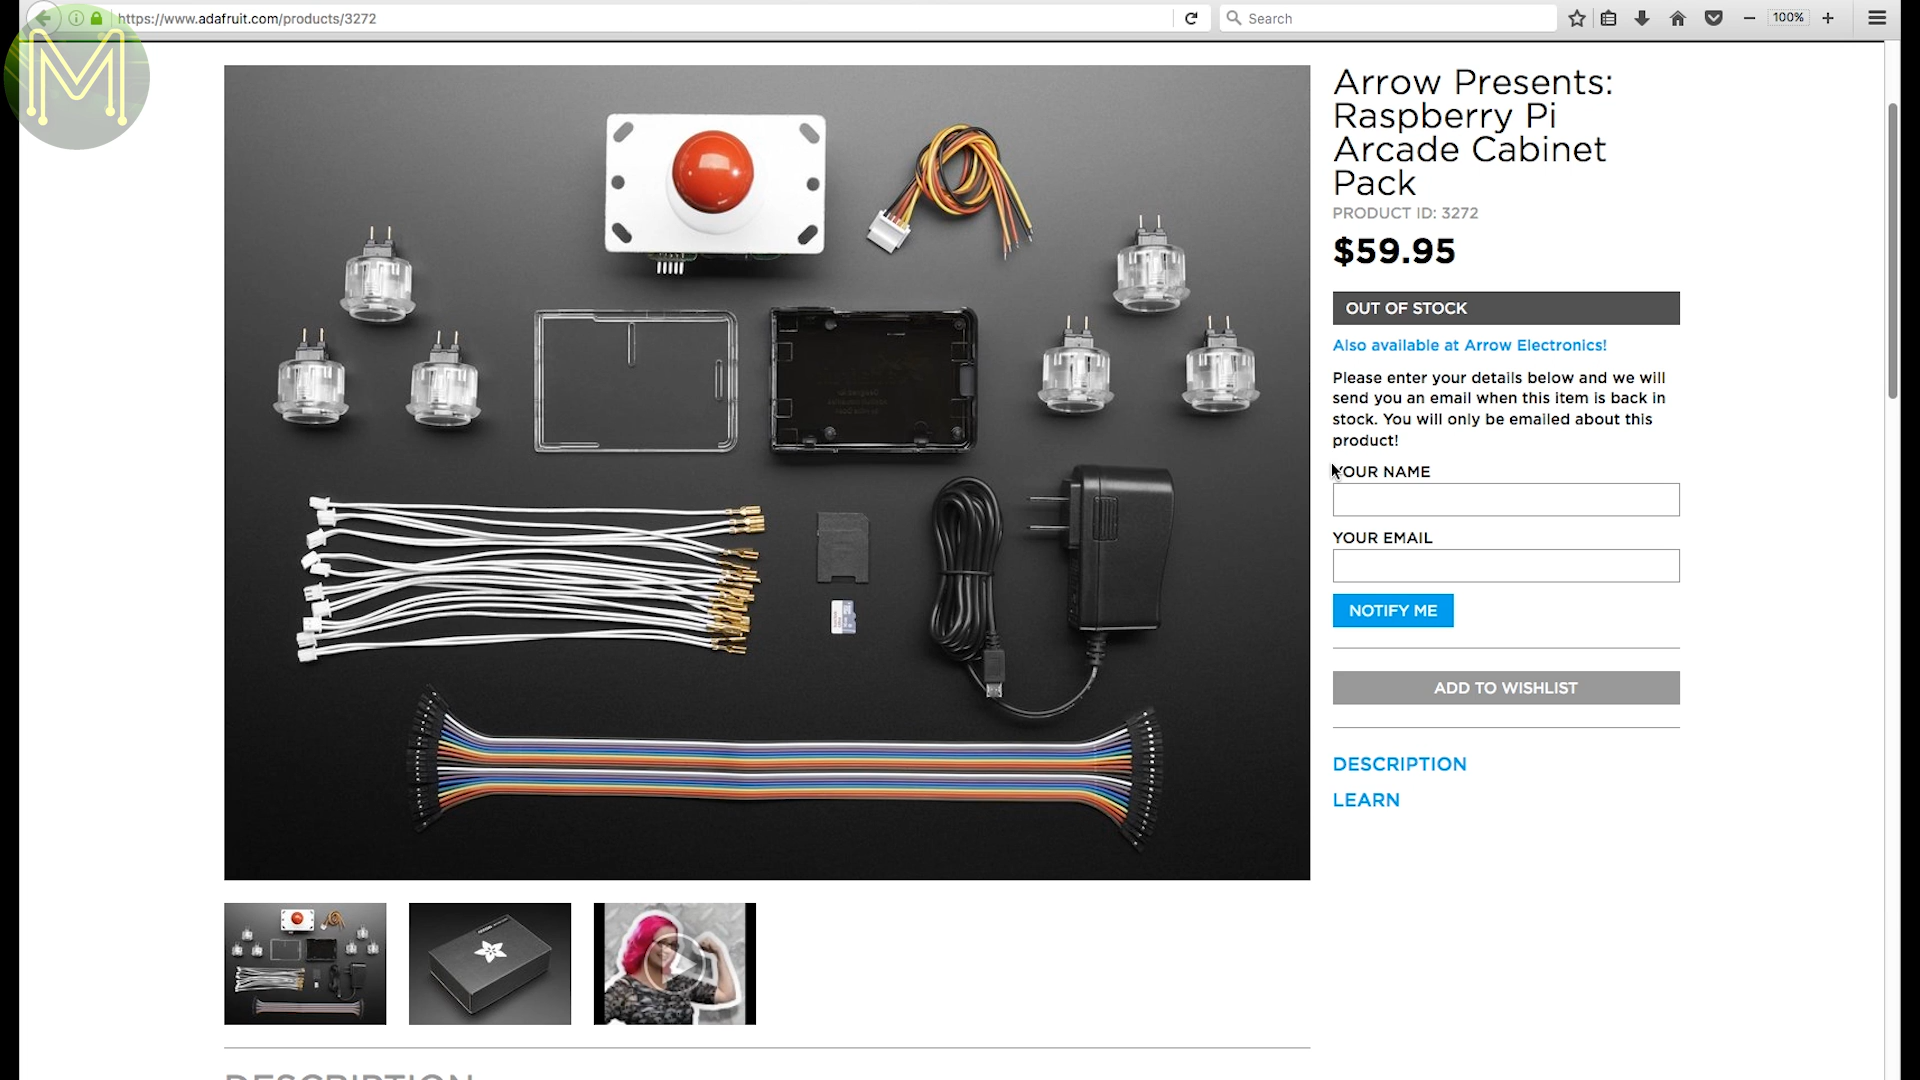 https://www.adafruit.com/products/3272
Search
100%
M
Arrow Presents:
Raspberry Pi
Arcade Cabinet
Pack
PRODUCT ID: 3272
$59.95
OUT OF STOCK
Also available at Arrow Electronics!
Please enter your details below and we will
send you an email when this item is back in
stock. You will only be emailed about this
product!
YOUR NAME
YOUR EMAIL
NOTIFY ME
ADD TO WISHLIST
DESCRIPTION
LEARN
DESCRIPTION